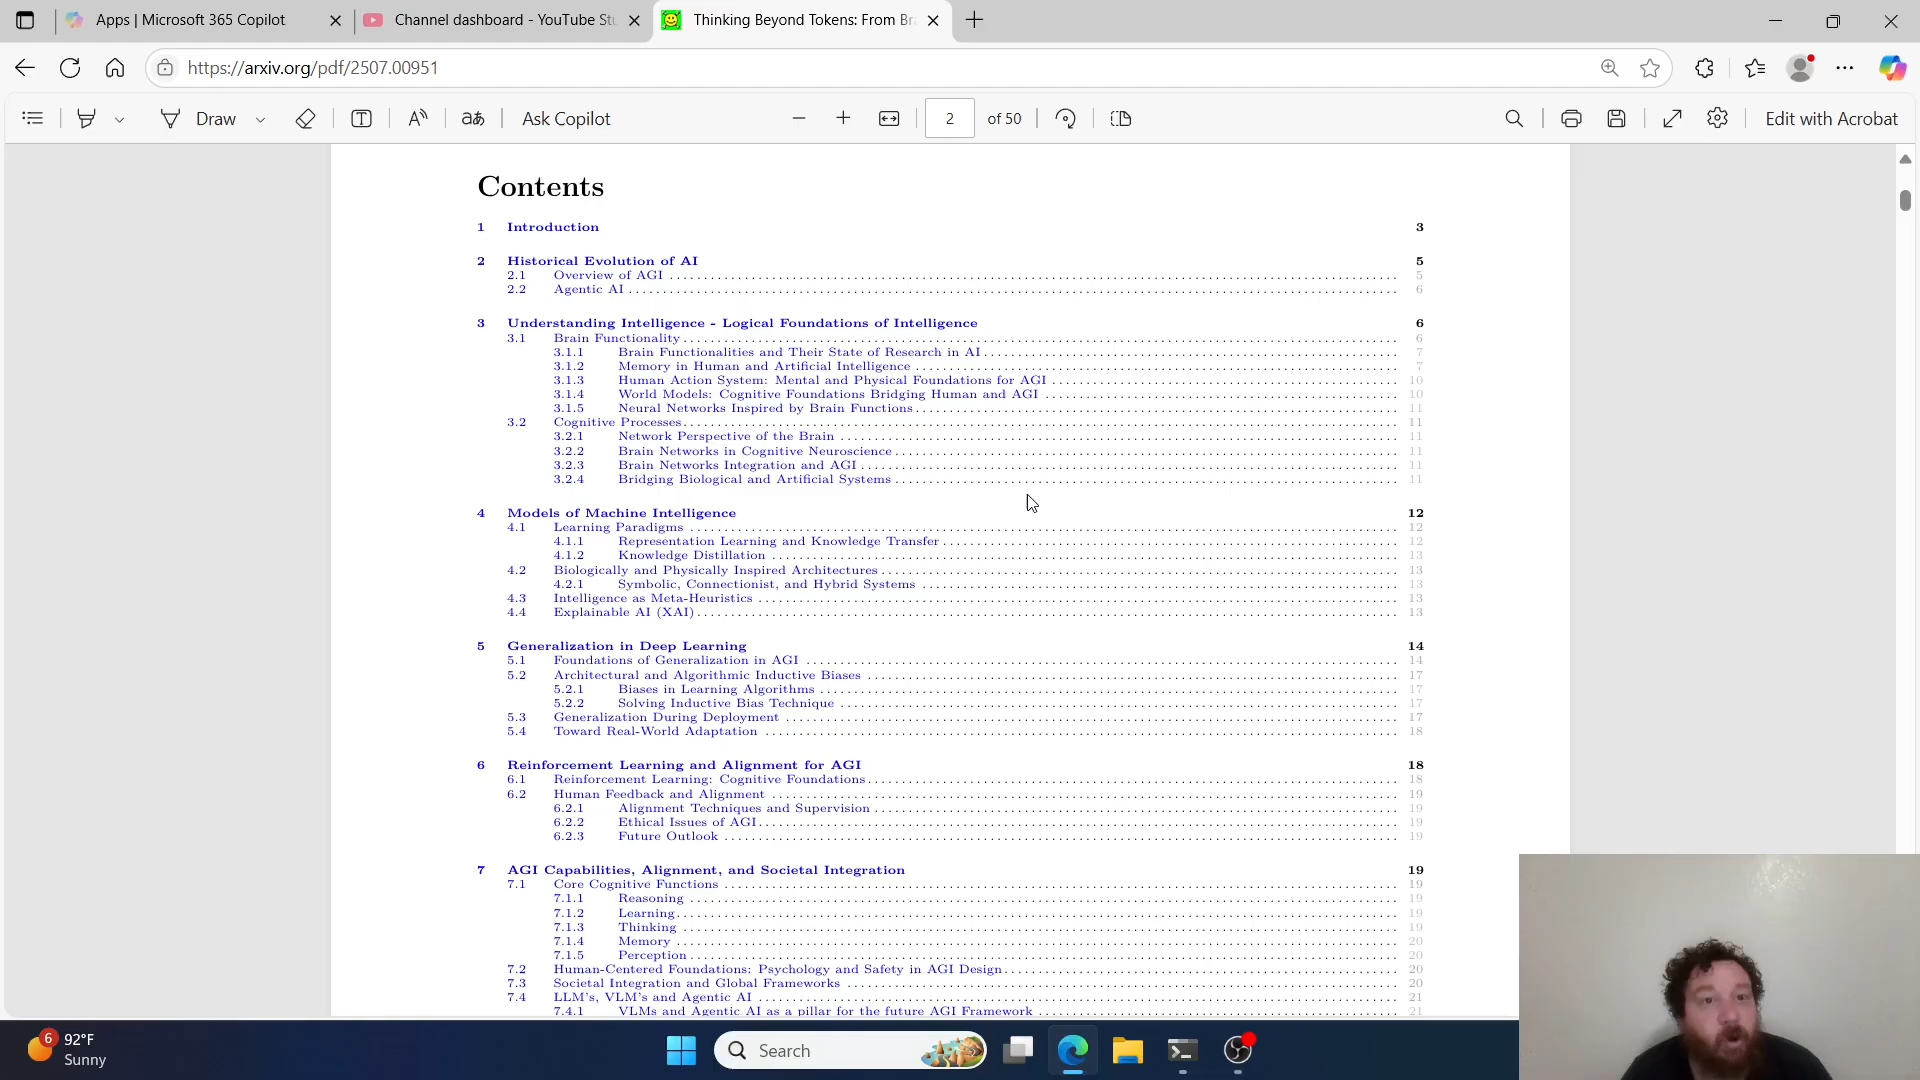 Apps | Microsoft 365 Copilot
Channel dashboard - YouTube Stu
Thinking Beyond Tokens: From Bra
https://arxiv.org/pdf/2507.00951
Draw
Ask Copilot
2 of 50
Edit with Acrobat
Contents
1 Introduction 3
2 Historical Evolution of AI 5
2.1 Overview of AGI 5
2.2 Agentic AI 6
3 Understanding Intelligence - Logical Foundations of Intelligence 6
3.1 Brain Functionality 6
3.1.1 Brain Functionalities and Their State of Research in AI 7
3.1.2 Memory in Human and Artificial Intelligence 7
3.1.3 Human Action System: Mental and Physical Foundations for AGI 10
3.1.4 World Models: Cognitive Foundations Bridging Human and AGI 10
3.1.5 Neural Networks Inspired by Brain Functions 11
3.2 Cognitive Processes 11
3.2.1 Network Perspective of the Brain 11
3.2.2 Brain Networks in Cognitive Neuroscience 11
3.2.3 Brain Networks Integration and AGI 11
3.2.4 Bridging Biological and Artificial Systems 11
4 Models of Machine Intelligence 12
4.1 Learning Paradigms 12
4.1.1 Representation Learning and Knowledge Transfer 12
4.1.2 Knowledge Distillation 13
4.2 Biologically and Physically Inspired Architectures 13
4.2.1 Symbolic, Connectionist, and Hybrid Systems 13
4.3 Intelligence as Meta-Heuristics 13
4.4 Explainable AI (XAI) 13
5 Generalization in Deep Learning 14
5.1 Foundations of Generalization in AGI 14
5.2 Architectural and Algorithmic Inductive Biases 17
5.2.1 Biases in Learning Algorithms 17
5.2.2 Solving Inductive Bias Technique 17
5.3 Generalization During Deployment 17
5.4 Toward Real-World Adaptation 18
6 Reinforcement Learning and Alignment for AGI 18
6.1 Reinforcement Learning: Cognitive Foundations 18
6.2 Human Feedback and Alignment 19
6.2.1 Alignment Techniques and Supervision 19
6.2.2 Ethical Issues of AGI 19
6.2.3 Future Outlook 19
7 AGI Capabilities, Alignment, and Societal Integration 19
7.1 Core Cognitive Functions 19
7.1.1 Reasoning 19
7.1.2 Learning 19
7.1.3 Thinking 19
7.1.4 Memory 20
7.1.5 Perception 20
7.2 Human-Centered Foundations: Psychology and Safety in AGI Design 20
7.3 Societal Integration and Global Frameworks 20
7.4 LLM's, VLM's and Agentic AI 21
7.4.1 VLMs and Agentic AI as a pillar for the future AGI Framework 21
6
92°F
Sunny
Search